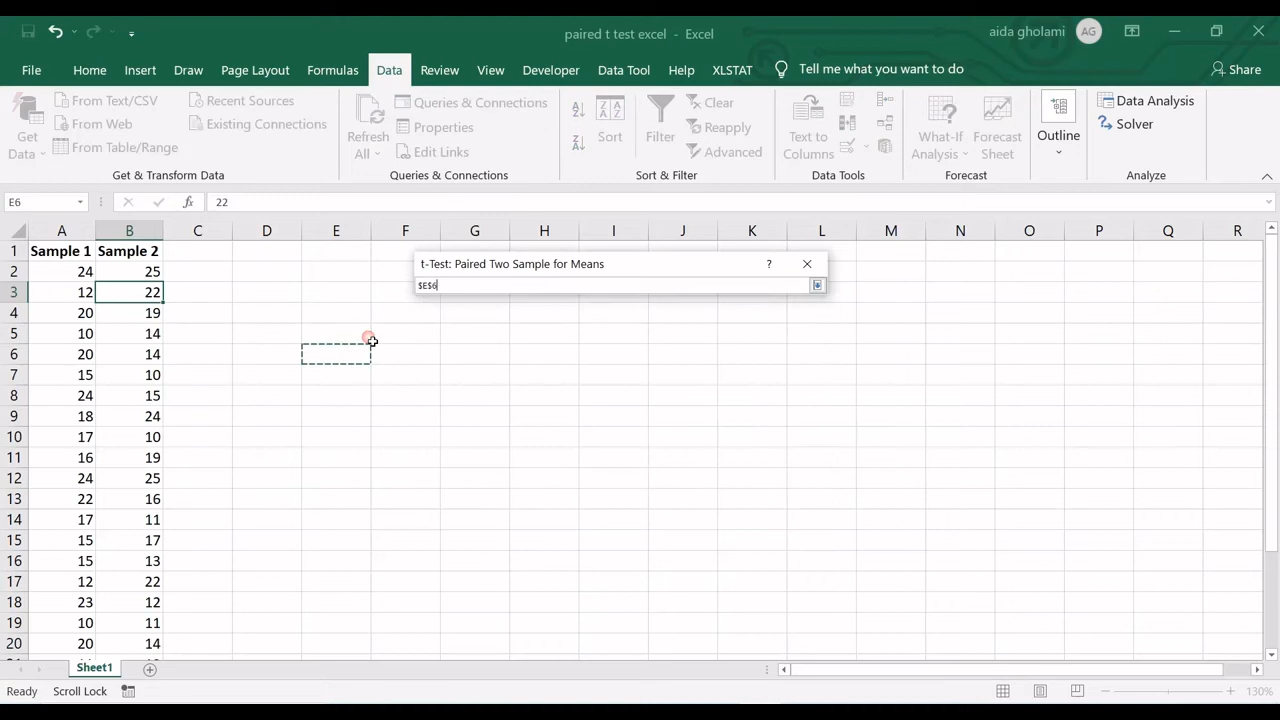 paired t test excel - Excel
aida gholami AG
File Home Insert Draw Page Layout Formulas Data Review View Developer Data Tool Help XLSTAT Tell me what you want to do Share
Get Data
From Text/CSV
From Web
From Table/Range
Recent Sources
Existing Connections
Get & Transform Data
Refresh All
Queries & Connections
Properties
Edit Links
Queries & Connections
Sort
Filter
Clear
Reapply
Advanced
Sort & Filter
Text to Columns
Data Tools
What-If Analysis
Forecast Sheet
Forecast
Outline
Data Analysis
Solver
Analyze
E6 fx 22
A B C D E F G H I J K L M N O P Q R
1 Sample 1 Sample 2
2 24 25
3 12 22
4 20 19
5 10 14
6 20 14
7 15 10
8 24 15
9 18 24
10 17 10
11 16 19
12 24 25
13 22 16
14 17 11
15 15 17
16 15 13
17 12 22
18 23 12
19 10 11
20 20 14
t-Test: Paired Two Sample for Means ?
$E$6
Sheet1
Ready Scroll Lock 130%